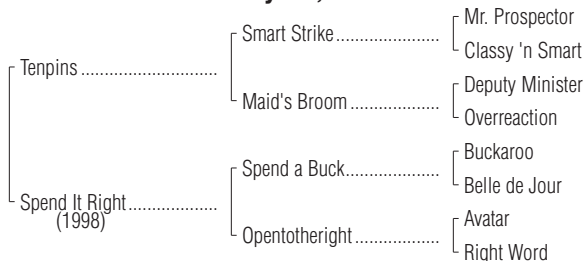 Mr. Prospector
Smart Strike..................
Classy 'n Smart
Tenpins ...........................
Deputy Minister
Maid's Broom ..................
Overreaction
Buckaroo
Spend a Buck...................
Belle de Jour
Spend It Right..................
(1998)
Avatar
Opentotheright ................
Right Word